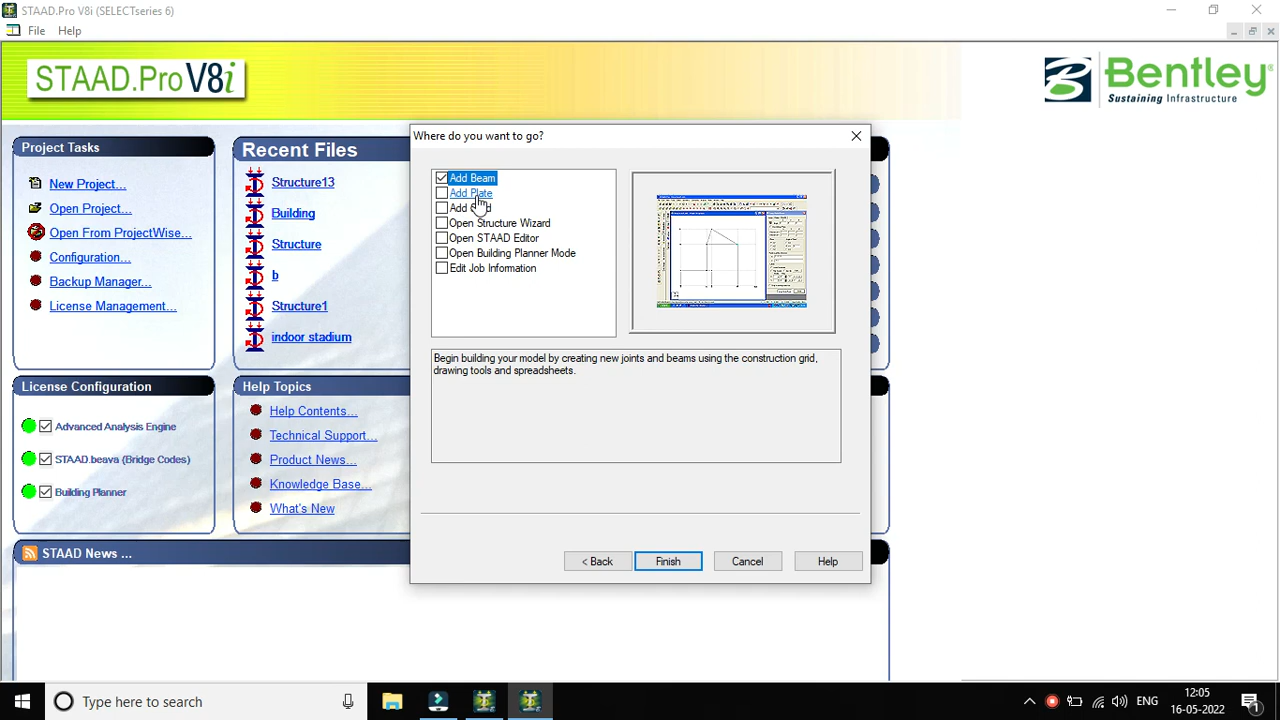 STAAD.Pro V8i (SELECTseries 6)
File Help
STAAD.Pro V8i
Bentley
Sustaining Infrastructure
Project Tasks
New Project...
Open Project...
Open From ProjectWise...
Configuration...
Backup Manager...
License Management...
Recent Files
Structure13
Building
Structure
b
Structure1
indoor stadium
License Configuration
Advanced Analysis Engine
STAAD.beava (Bridge Codes)
Building Planner
Help Topics
Help Contents...
Technical Support...
Product News...
Knowledge Base...
What's New
STAAD News ...
Where do you want to go?
Add Beam
Add Plate
Add
Open Structure Wizard
Open STAAD Editor
Open Building Planner Mode
Edit Job Information
Begin building your model by creating new joints and beams using the construction grid,
drawing tools and spreadsheets.
< Back Finish Cancel Help
Type here to search
ENG
12:05
16-05-2022
1